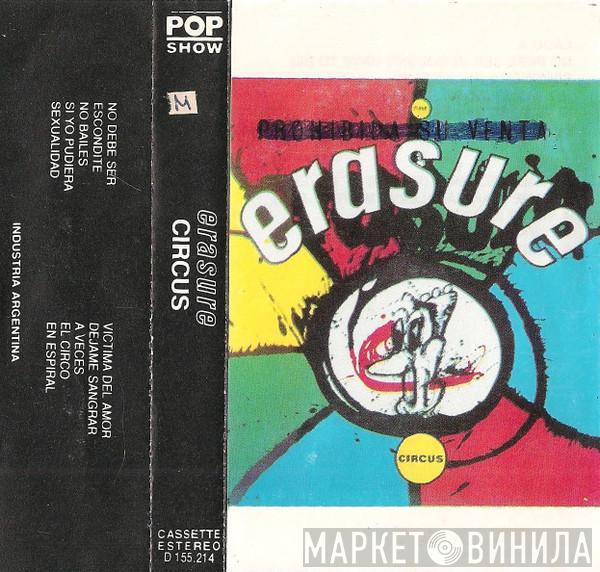 NO DEBE SER
ESCONDITE
NO BAILES
SI YO PUDIERA
SEXUALIDAD
VICTIMA DEL AMOR
DEJAME SANGRAR
A VECES
EL CIRCO
EN ESPIRAL
INDUSTRIA ARGENTINA
POP
SHOW
M
erasure
CIRCUS
CASSETTE
ESTEREO
D 155.214
THE
PROHIBIDA SU VENTA
erasure
CIRCUS
МАРКЕТ ВИНИЛА